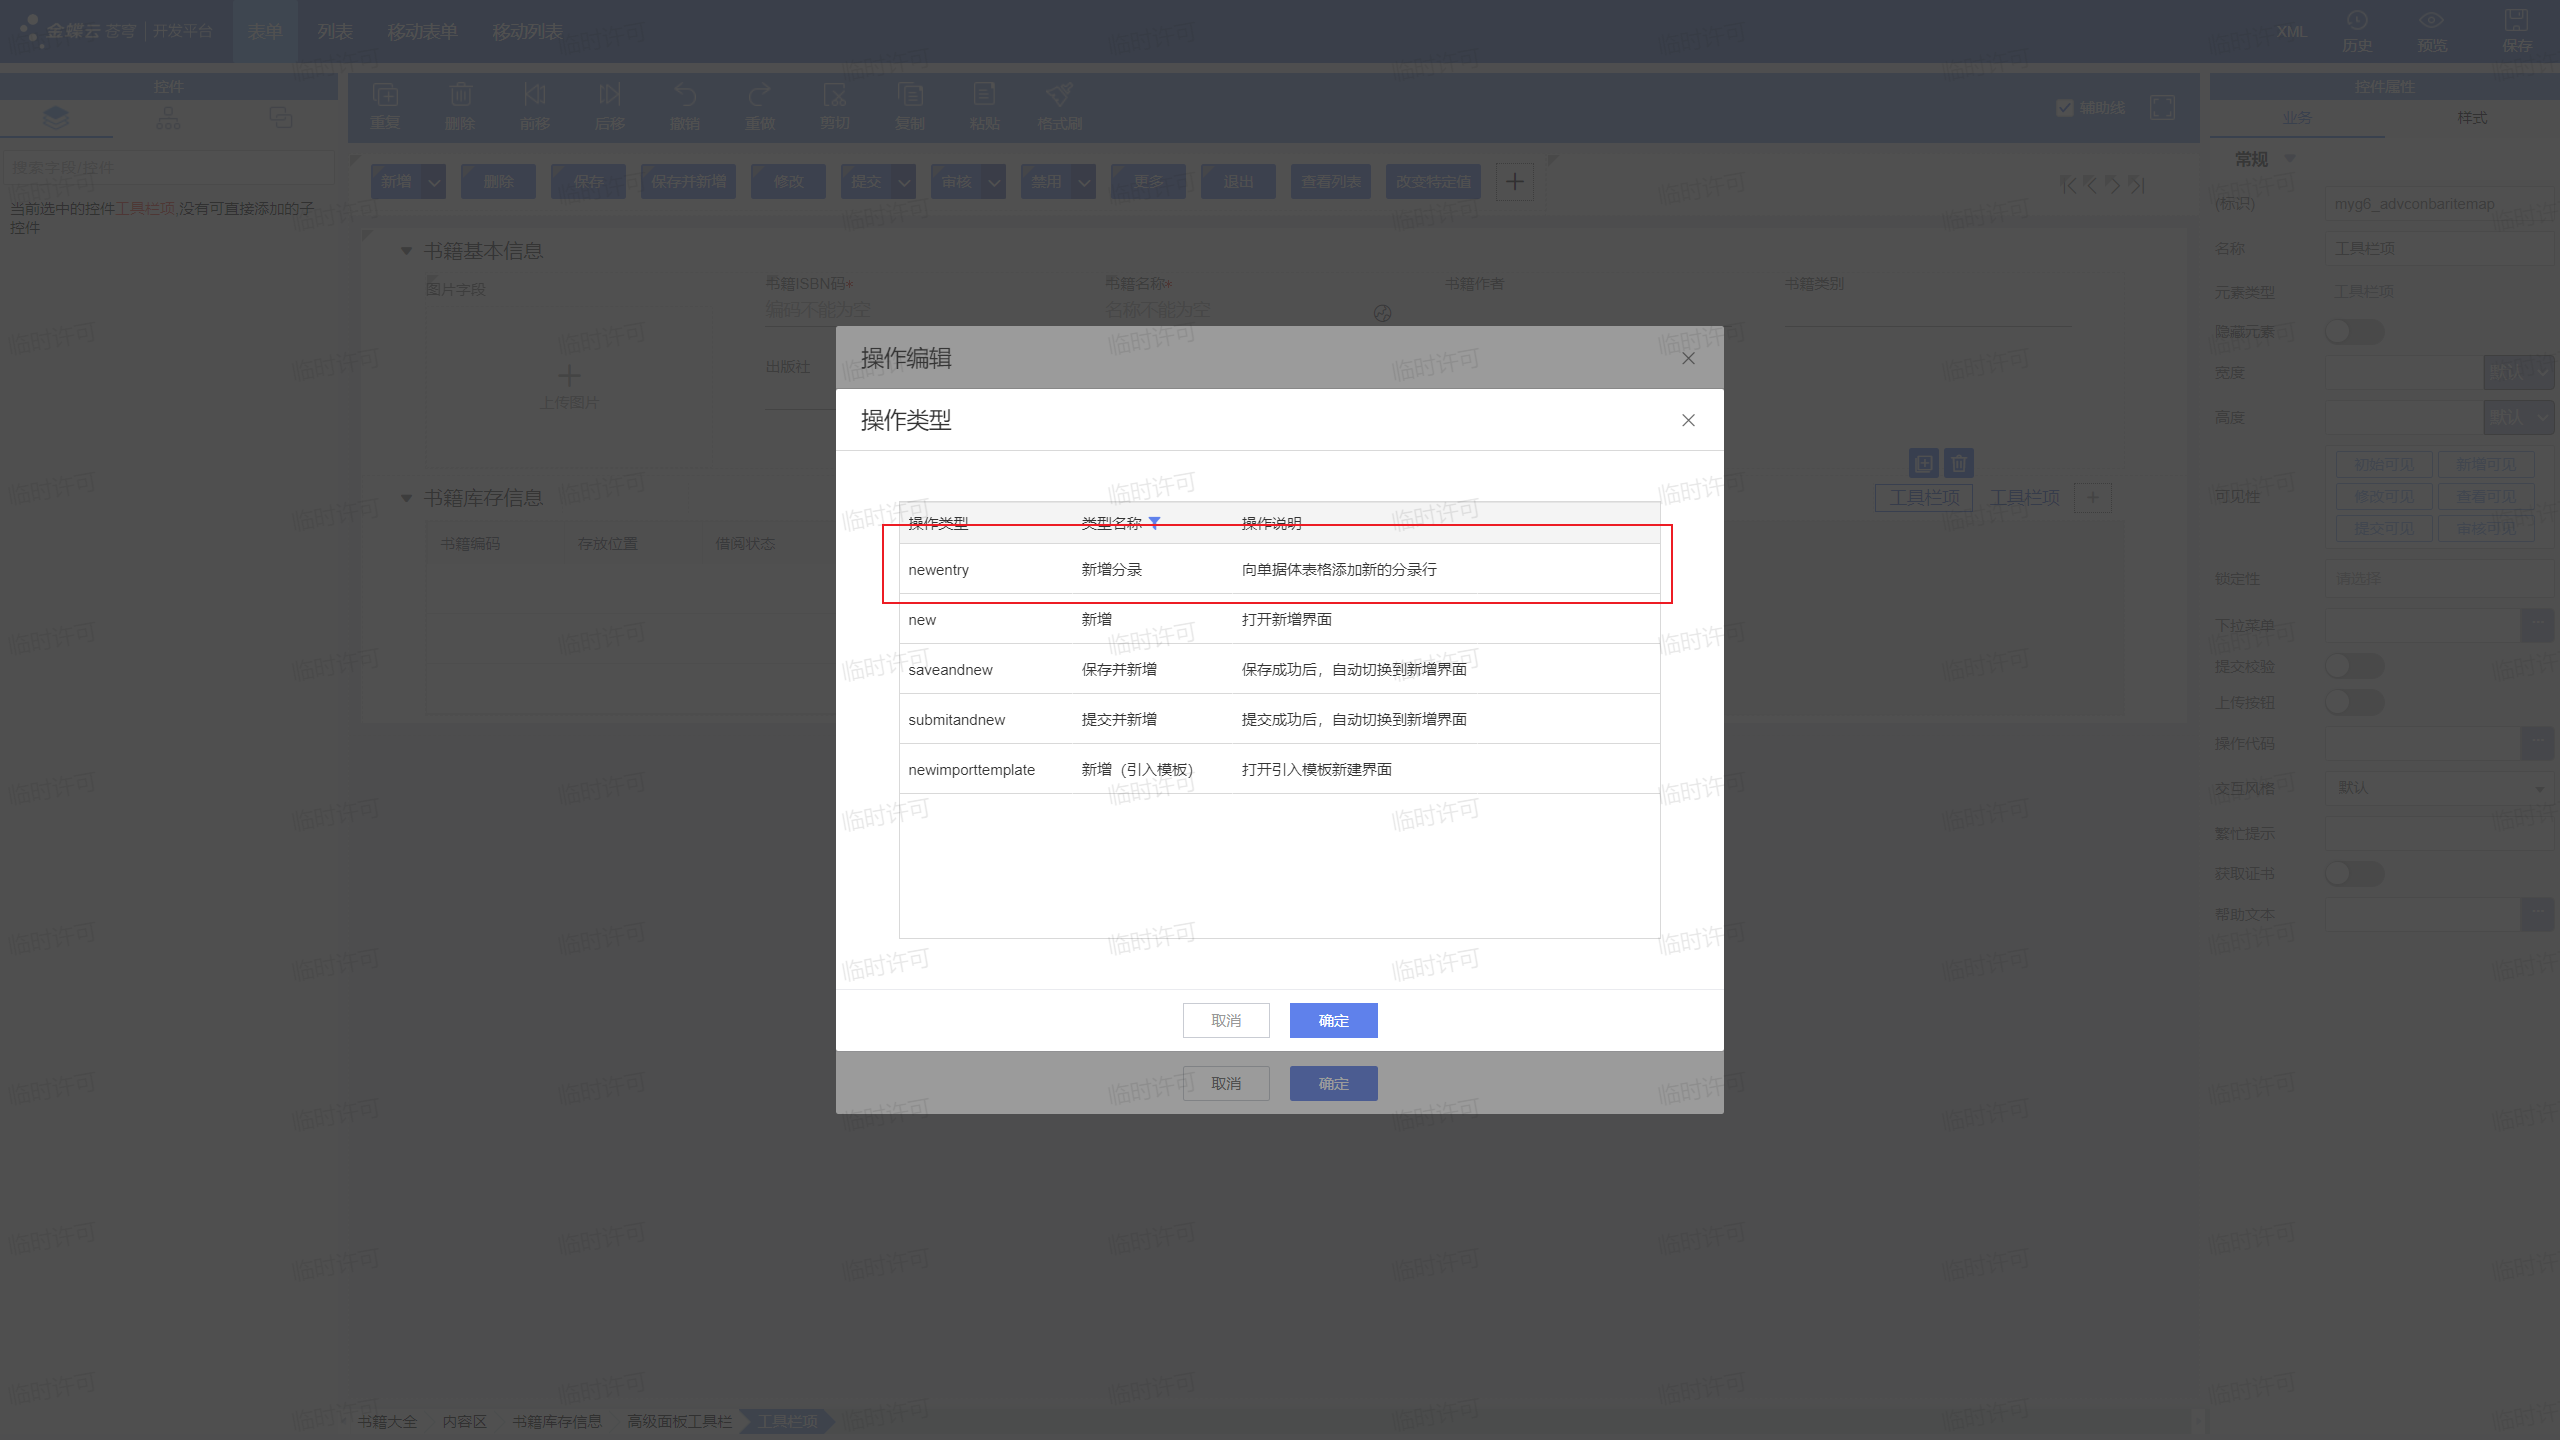 金蝶云 苍穹 | 开发平台 表单 列表 移动表单 移动列表 XML 历史 预览 保存
控件 控件属性
重复 删除 前移 后移 撤销 重做 剪切 复制 粘贴 格式刷 辅助线
业务 样式
搜索字段/控件
当前选中的控件工具栏项,没有可直接添加的子
控件
新增 删除 保存 保存并新增 修改 提交 审核 禁用 更多 退出 查看列表 改变特定值
常规
(标识) myg6_advconbaritemap
名称 工具栏项
元素类型 工具栏项
隐藏元素
宽度 默认
高度 默认
可见性 初始可见 新增可见
修改可见 查看可见
提交可见 审核可见
锁定性 请选择
下拉菜单
提交校验
上传按钮
操作代码
交互风格 默认
繁忙提示
获取证书
帮助文本
书籍基本信息
图片字段 书籍ISBN码* 书籍名称* 书籍作者 书籍类别
编码不能为空 名称不能为空
上传图片
出版社
书籍库存信息 工具栏项 工具栏项
书籍编码 存放位置 借阅状态
操作编辑
操作类型
操作类型 类型名称 操作说明
newentry 新增分录 向单据体表格添加新的分录行
new 新增 打开新增界面
saveandnew 保存并新增 保存成功后，自动切换到新增界面
submitandnew 提交并新增 提交成功后，自动切换到新增界面
newimporttemplate 新增（引入模板） 打开引入模板新建界面
取消 确定
取消 确定
书籍大全 内容区 书籍库存信息 高级面板工具栏 工具栏项
临时许可